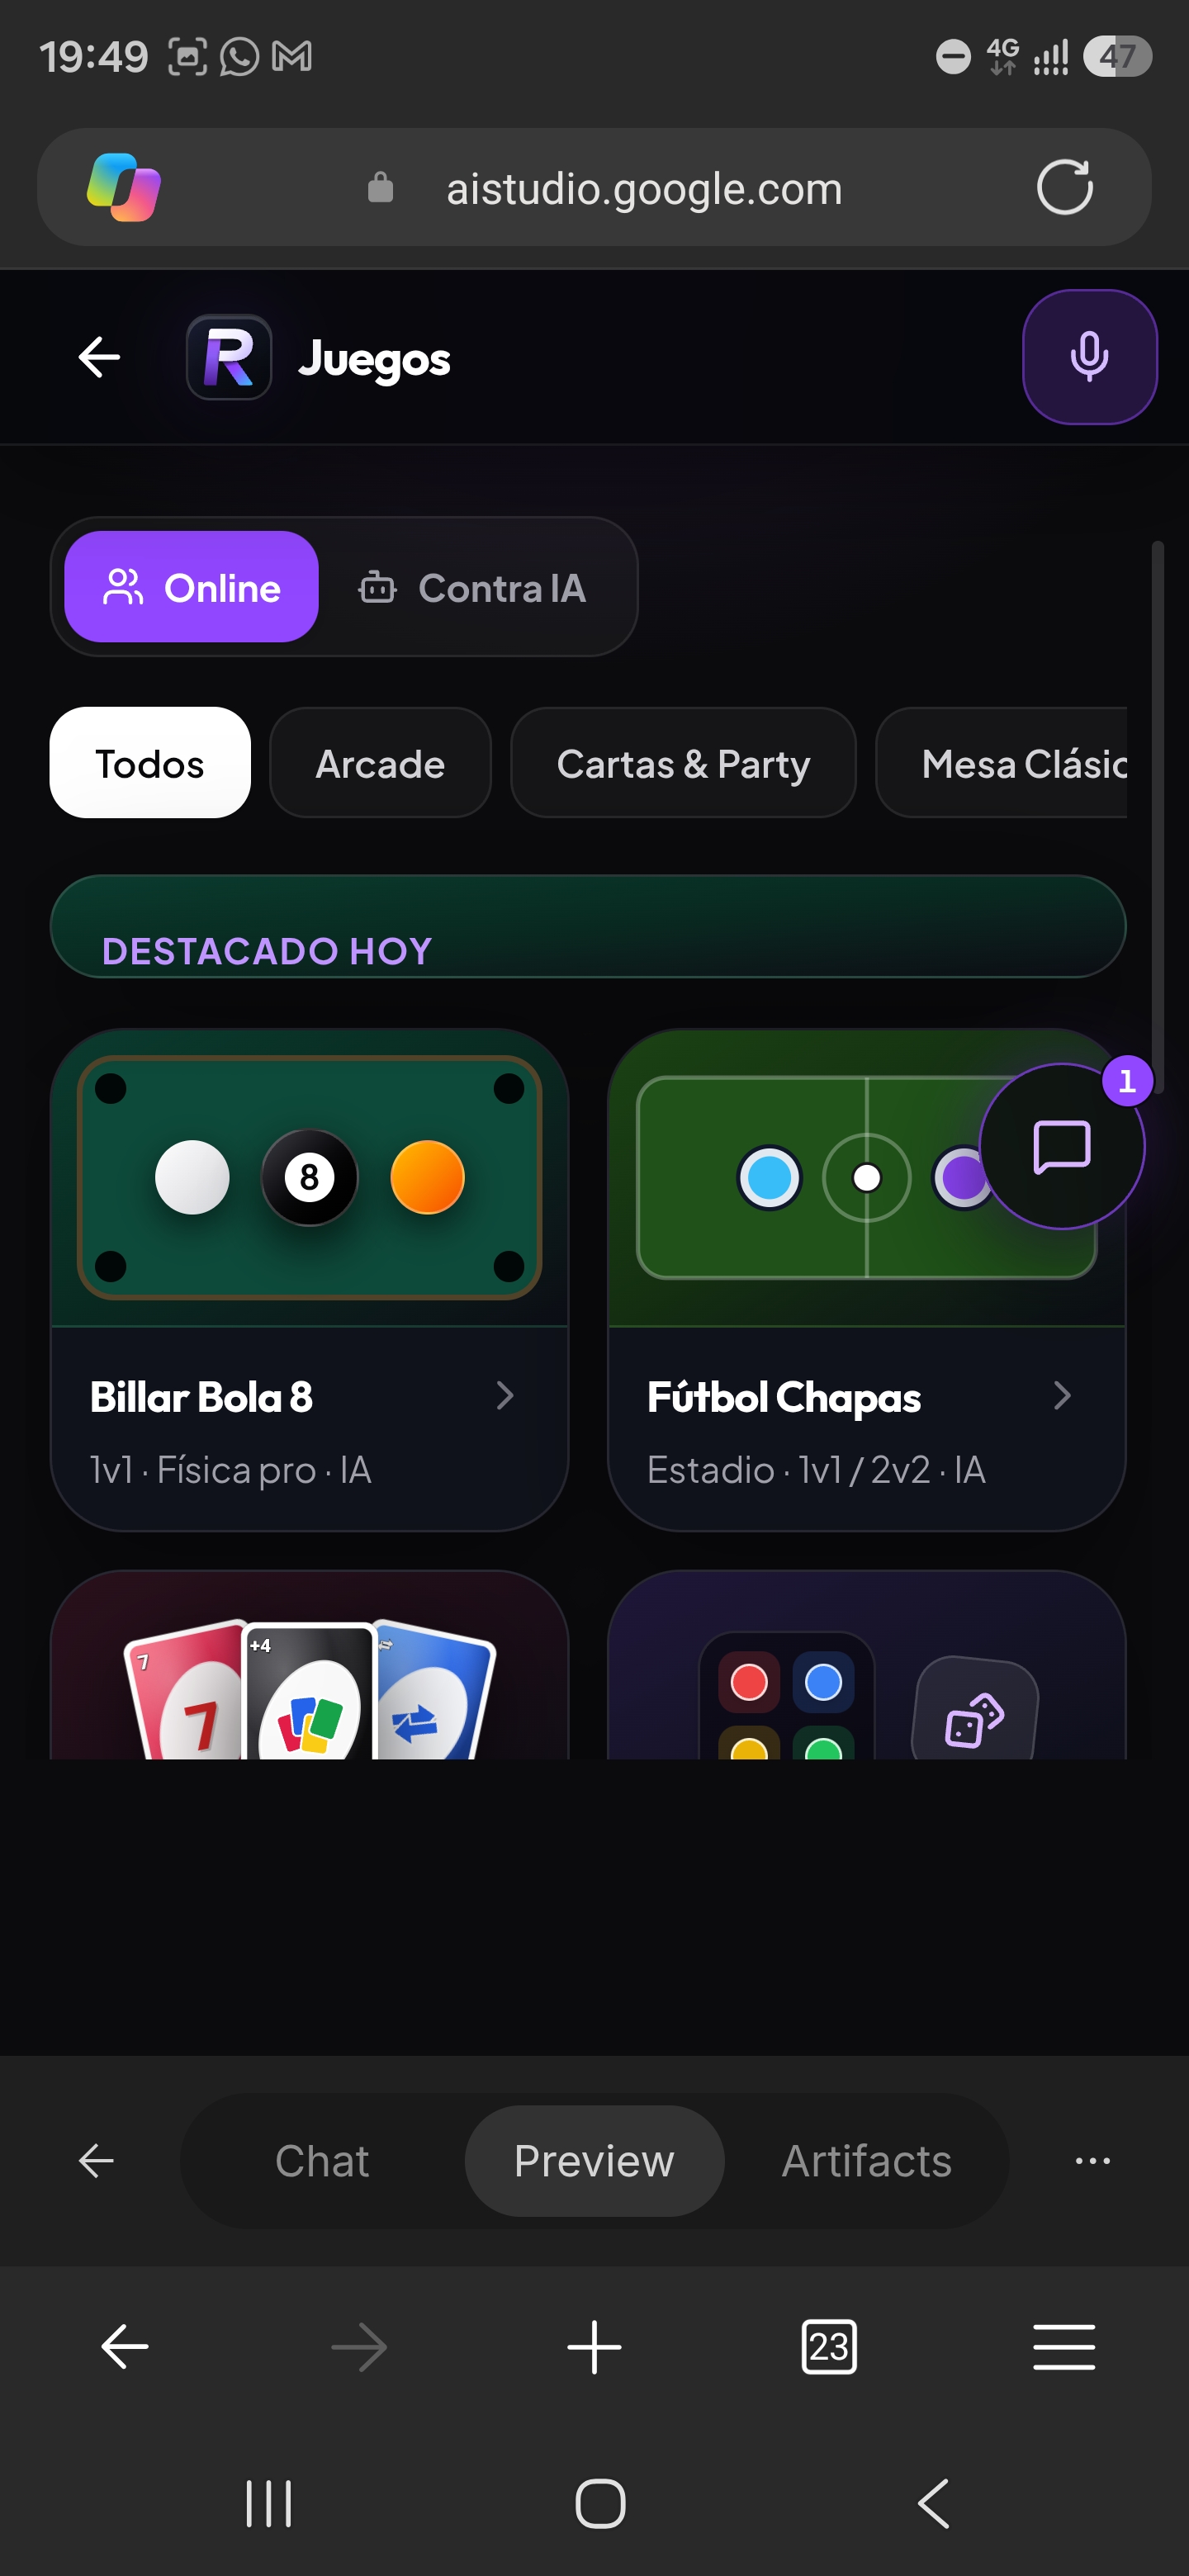 19:49
4G
47
aistudio.google.com
R
Juegos
Online
Contra IA
Todos
Arcade
Cartas & Party
Mesa Clásic
DESTACADO HOY
1
8
Billar Bola 8
1v1 · Física pro · IA
Fútbol Chapas
Estadio · 1v1 / 2v2 · IA
7
+4
7
Chat
Preview
Artifacts
23